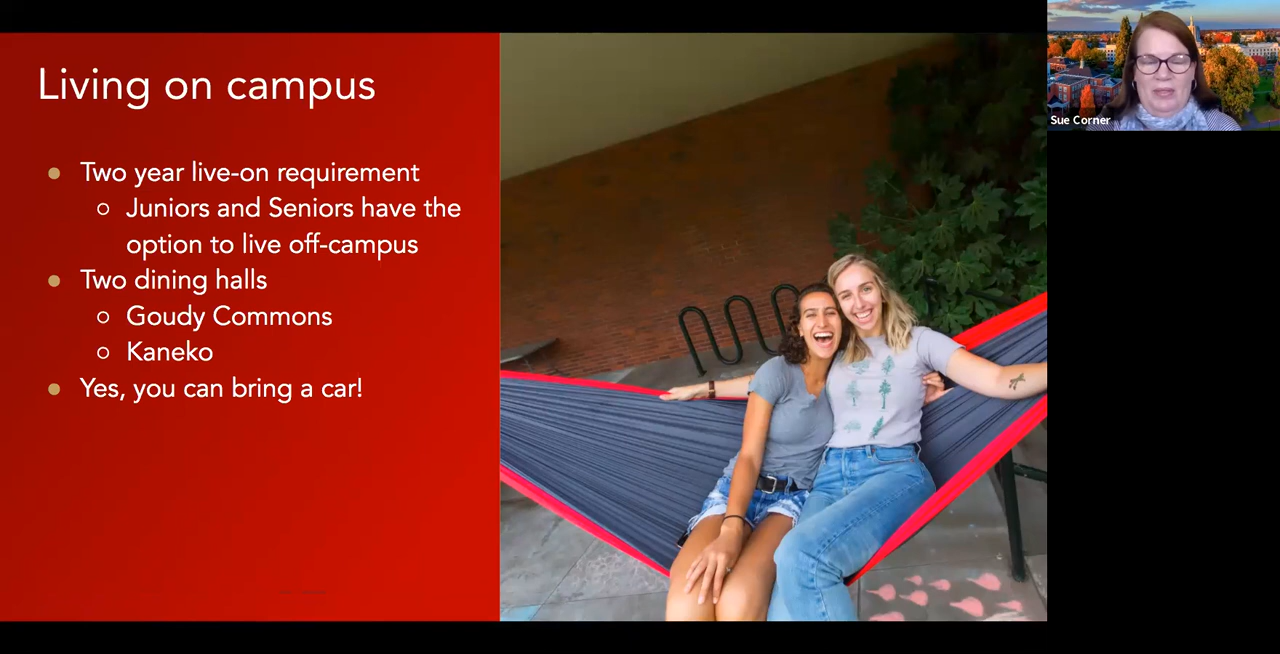 Living on campus
Two year live-on requirement
Juniors and Seniors have the
option to live off-campus
Two dining halls
Goudy Commons
Kaneko
Yes, you can bring a car!
Sue Corner